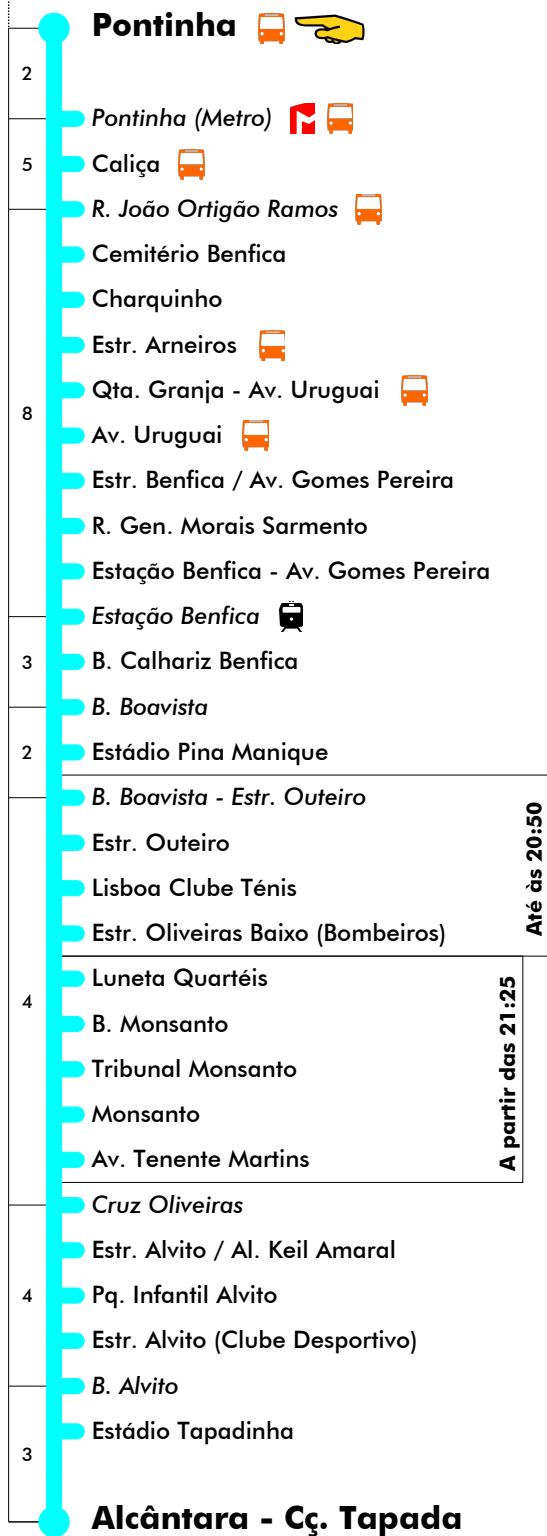 Pontinha
2
Pontinha (Metro)
5
Caliça
R. João Ortigão Ramos
Cemitério Benfica
Charquinho
Estr. Arneiros
Qta. Granja - Av. Uruguai
8
Av. Uruguai
Estr. Benfica / Av. Gomes Pereira
R. Gen. Morais Sarmento
Estação Benfica - Av. Gomes Pereira
Estação Benfica
3
B. Calhariz Benfica
B. Boavista
2
Estádio Pina Manique
B. Boavista - Estr. Outeiro
Estr. Outeiro
Lisboa Clube Ténis
Estr. Oliveiras Baixo (Bombeiros)
Até às 20:50
Luneta Quartéis
4
B. Monsanto
Tribunal Monsanto
Monsanto
Av. Tenente Martins
A partir das 21:25
Cruz Oliveiras
Estr. Alvito / Al. Keil Amaral
4
Pq. Infantil Alvito
Estr. Alvito (Clube Desportivo)
B. Alvito
Estádio Tapadinha
3
Alcântara - Cç. Tapada